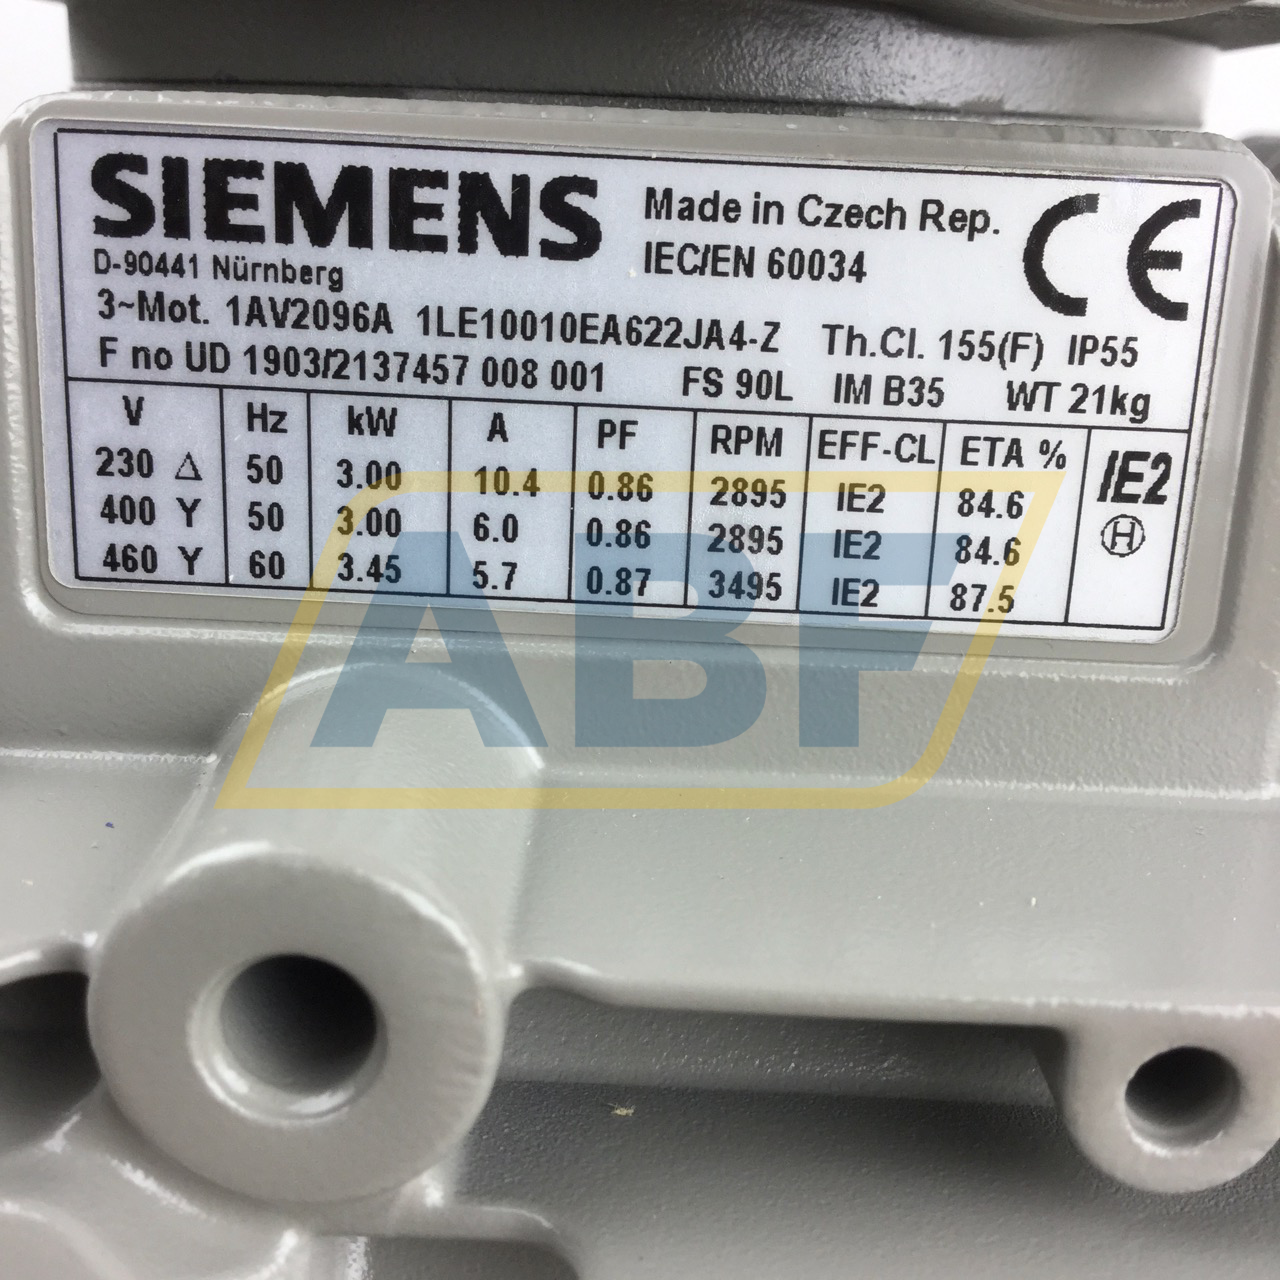 SIEMENS
Made in Czech Rep.
CE
D-90441 Nürnberg
IEC/EN 60034
3~Mot. 1AV2096A 1LE10010EA622JA4-Z Th.Cl. 155(F) IP55
F no UD 1903/2137457 008 001 FS 90L IM B35 WT 21kg
V Hz kW A PF RPM EFF-CL ETA % IE2
230 Δ 50 3.00 10.4 0.86 2895 IE2 84.6
400 Y 50 3.00 6.0 0.86 2895 IE2 84.6 H
460 Y 60 3.45 5.7 0.87 3495 IE2 87.5
ABF